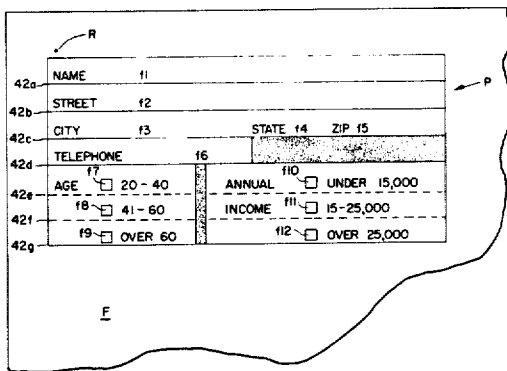 R
P
42a NAME f1
42b STREET f2
42c CITY f3 STATE f4 ZIP f5
42d TELEPHONE f6
f7 f10
AGE 20-40 ANNUAL UNDER 15,000
42e
f8 41-60 INCOME f11 15-25,000
42f
f9 OVER 60 f12 OVER 25,000
42g
F